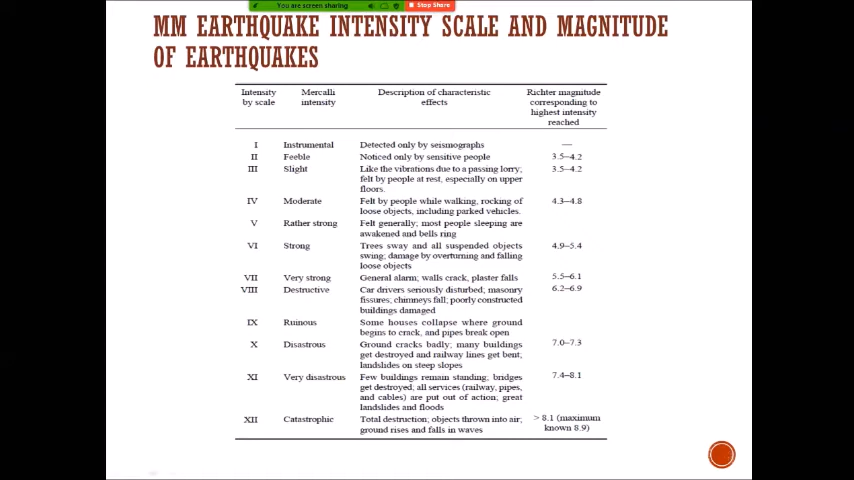 You are screen sharing Stop Share
MM EARTHQUAKE INTENSITY SCALE AND MAGNITUDE
OF EARTHQUAKES
Intensity by scale Mercalli intensity Description of characteristic effects Richter magnitude corresponding to highest intensity reached
I Instrumental Detected only by seismographs —
II Feeble Noticed only by sensitive people 3.5–4.2
III Slight Like the vibrations due to a passing lorry; 3.5–4.2
felt by people at rest, especially on upper
floors.
IV Moderate Felt by people while walking, rocking of 4.3–4.8
loose objects, including parked vehicles.
V Rather strong Felt generally; most people sleeping are
awakened and bells ring
VI Strong Trees sway and all suspended objects 4.9–5.4
swing; damage by overturning and falling
loose objects
VII Very strong General alarm; walls crack, plaster falls 5.5–6.1
VIII Destructive Car drivers seriously disturbed; masonry 6.2–6.9
fissures; chimneys fall; poorly constructed
buildings damaged
IX Ruinous Some houses collapse where ground
begins to crack, and pipes break open
X Disastrous Ground cracks badly; many buildings 7.0–7.3
get destroyed and railway lines get bent;
landslides on steep slopes
XI Very disastrous Few buildings remain standing; bridges 7.4–8.1
get destroyed; all services (railway, pipes,
and cables) are put out of action; great
landslides and floods
XII Catastrophic Total destruction; objects thrown into air; > 8.1 (maximum
ground rises and falls in waves known 8.9)